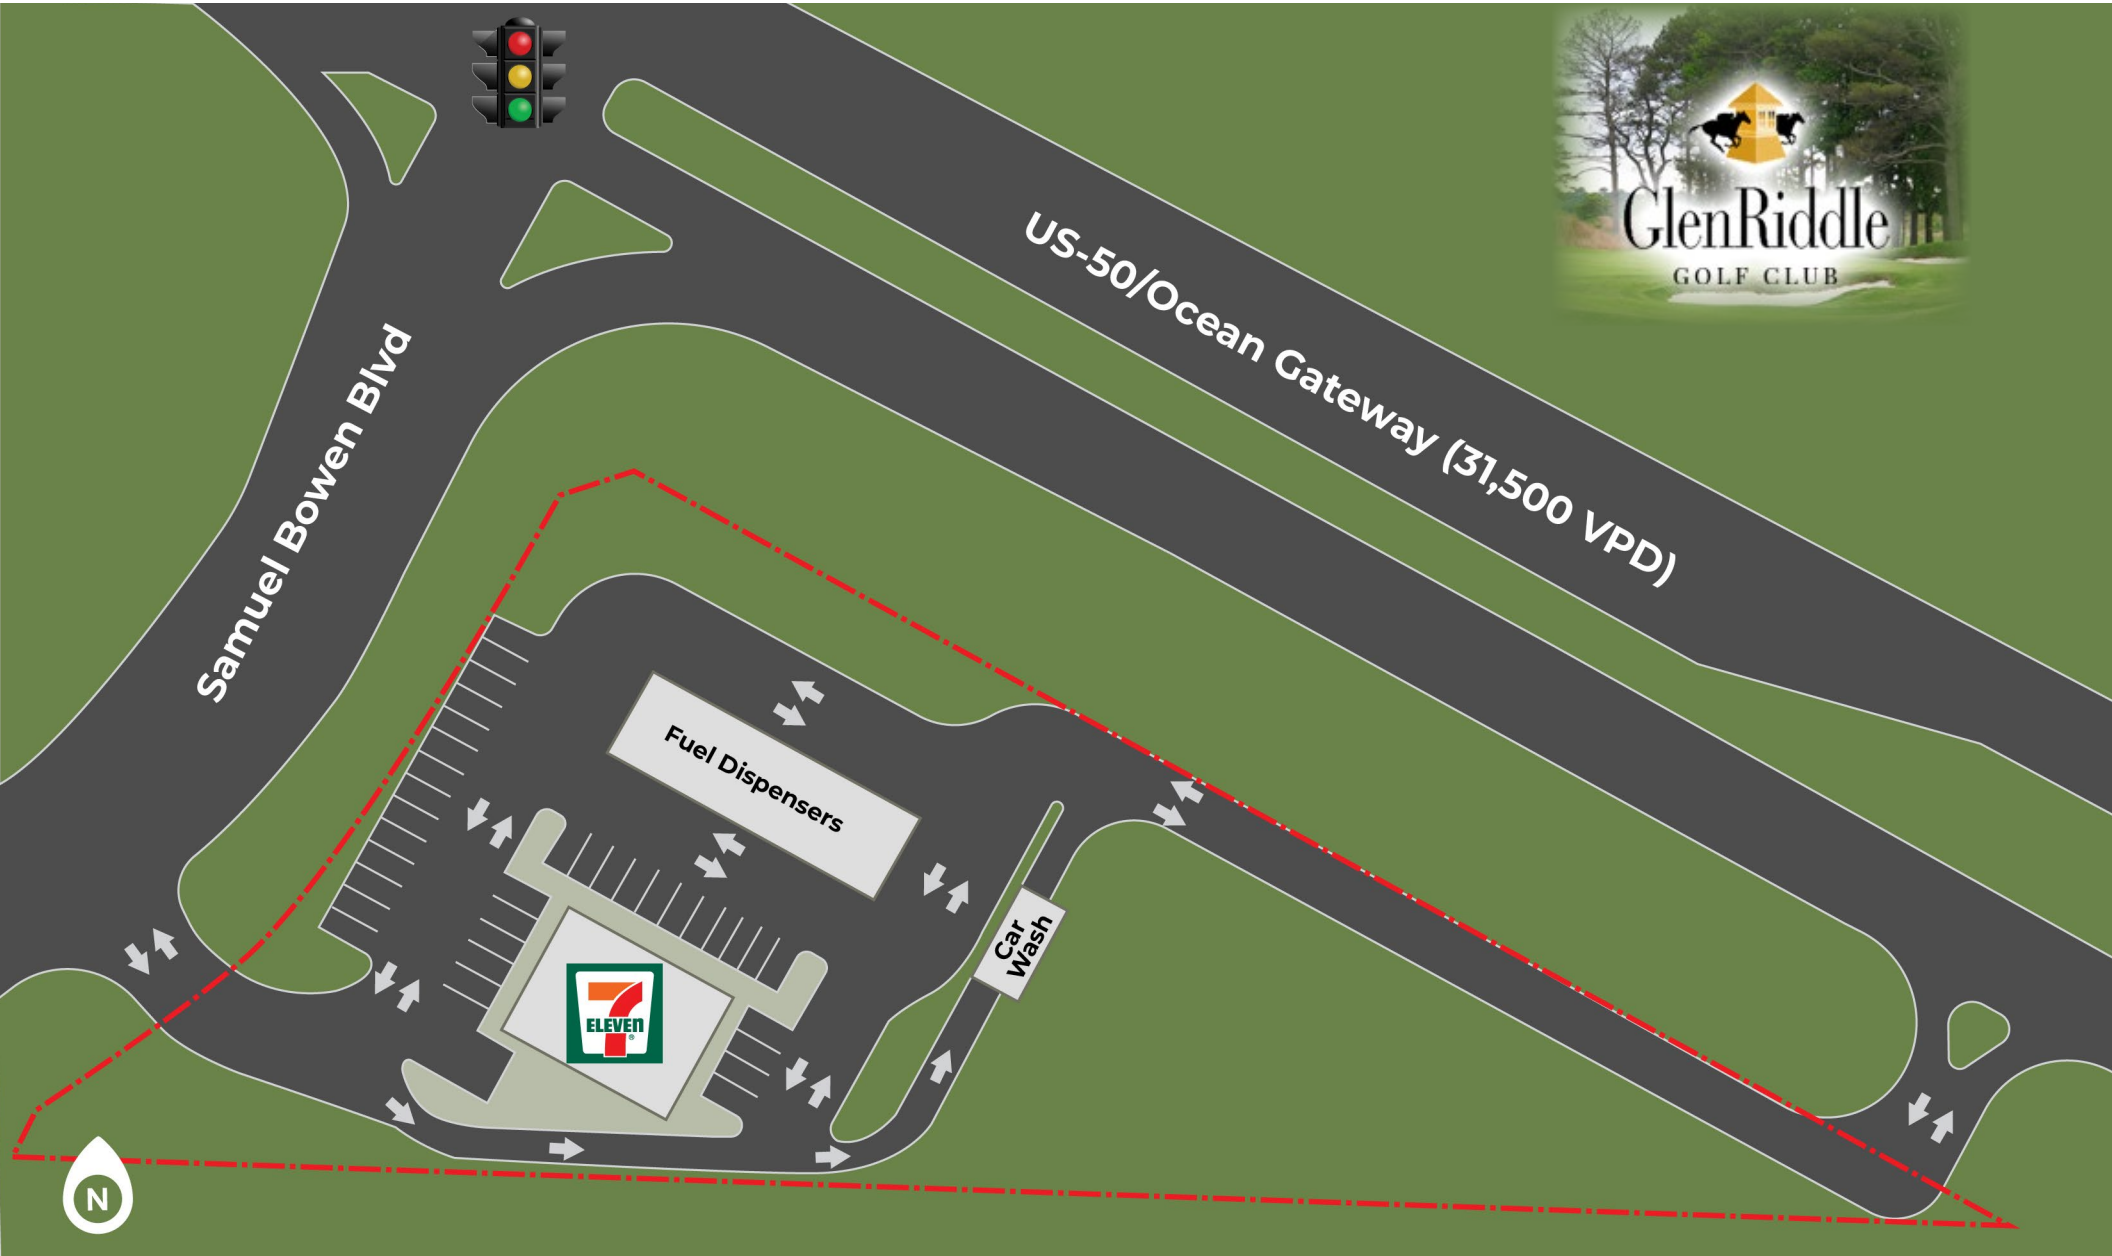 GlenRiddle
GOLF CLUB
US-50/Ocean Gateway (31,500 VPD)
Samuel Bowen Blvd
Fuel Dispensers
Car
Wash
7
ELEVEN
®
N